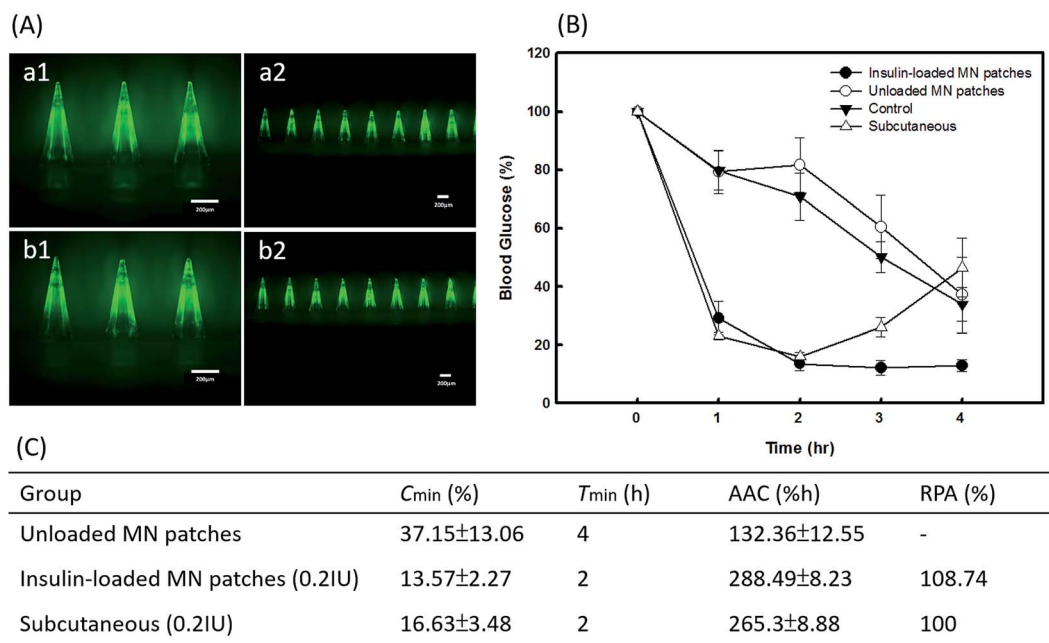 (A)
a1
200μm
a2
200μm
b1
200μm
b2
200μm
(B)
120
100
80
60
40
20
0
Blood Glucose (%)
Insulin-loaded MN patches
Unloaded MN patches
Control
Subcutaneous
0 1 2 3 4
Time (hr)
(C)
Group Cmin (%) Tmin (h) AAC (%h) RPA (%)
Unloaded MN patches 37.15±13.06 4 132.36±12.55 -
Insulin-loaded MN patches (0.2IU) 13.57±2.27 2 288.49±8.23 108.74
Subcutaneous (0.2IU) 16.63±3.48 2 265.3±8.88 100